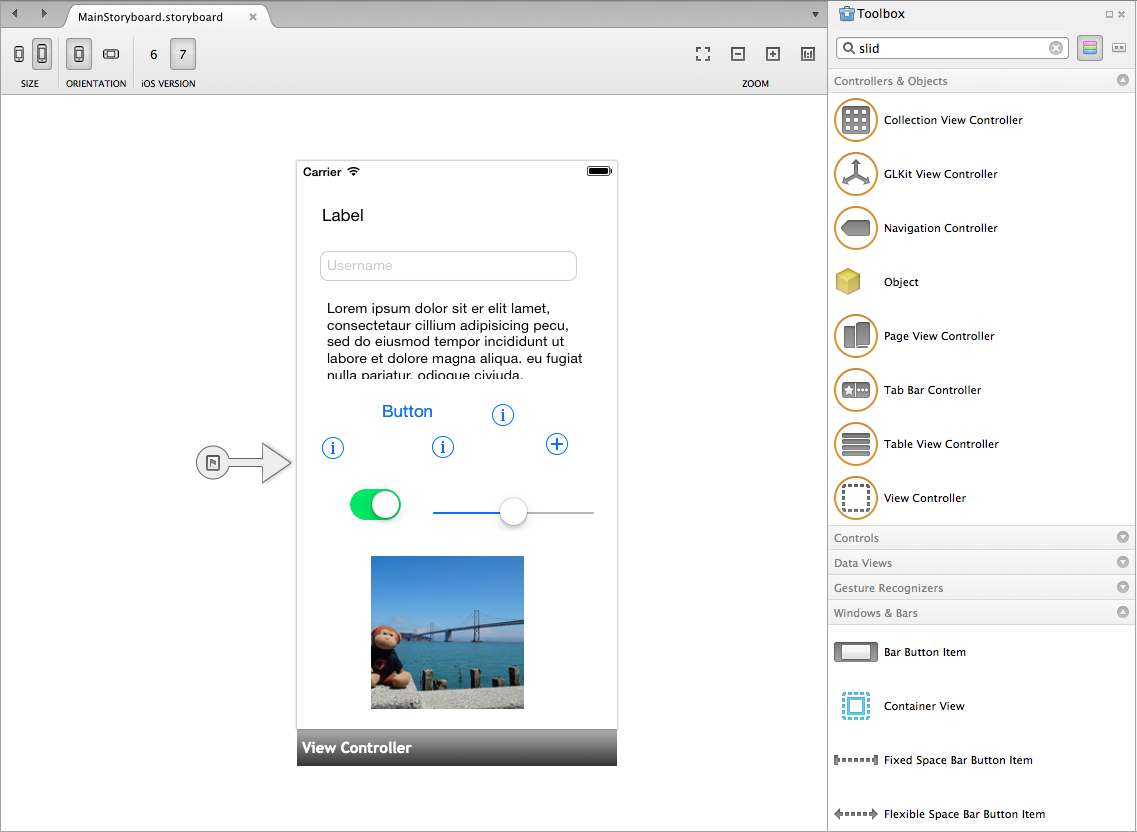 MainStoryboard.storyboard
6 7
SIZE ORIENTATION iOS VERSION ZOOM
Carrier
Label
Username
Lorem ipsum dolor sit er elit lamet,
consectetaur cillium adipisicing pecu,
sed do eiusmod tempor incididunt ut
labore et dolore magna aliqua. eu fugiat
nulla pariatur. odioque civiuda.
Button
View Controller
Toolbox
slid
Controllers & Objects
Collection View Controller
GLKit View Controller
Navigation Controller
Object
Page View Controller
Tab Bar Controller
Table View Controller
View Controller
Controls
Data Views
Gesture Recognizers
Windows & Bars
Bar Button Item
Container View
Fixed Space Bar Button Item
Flexible Space Bar Button Item